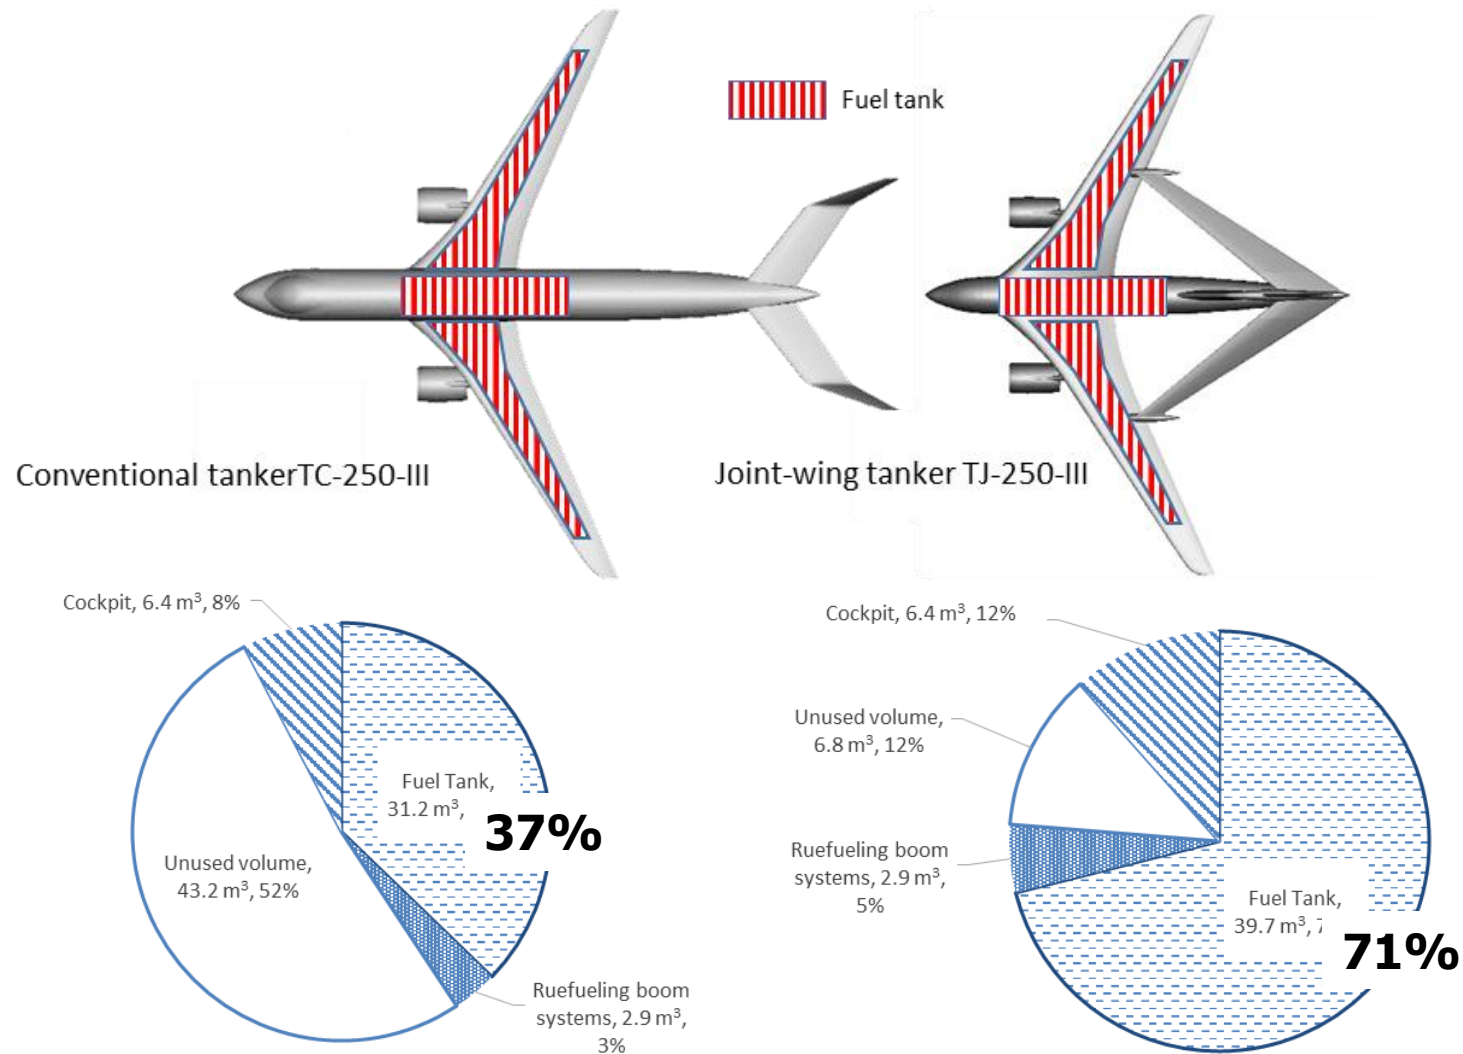 Fuel tank
Conventional tankerTC-250-III
Joint-wing tanker TJ-250-III
Cockpit, 6.4 m³, 8%
Fuel Tank,
31.2 m³,
37%
Unused volume,
43.2 m³, 52%
Ruefueling boom
systems, 2.9 m³,
3%
Cockpit, 6.4 m³, 12%
Unused volume,
6.8 m³, 12%
Ruefueling boom
systems, 2.9 m³,
5%
Fuel Tank,
39.7 m³, 7
71%